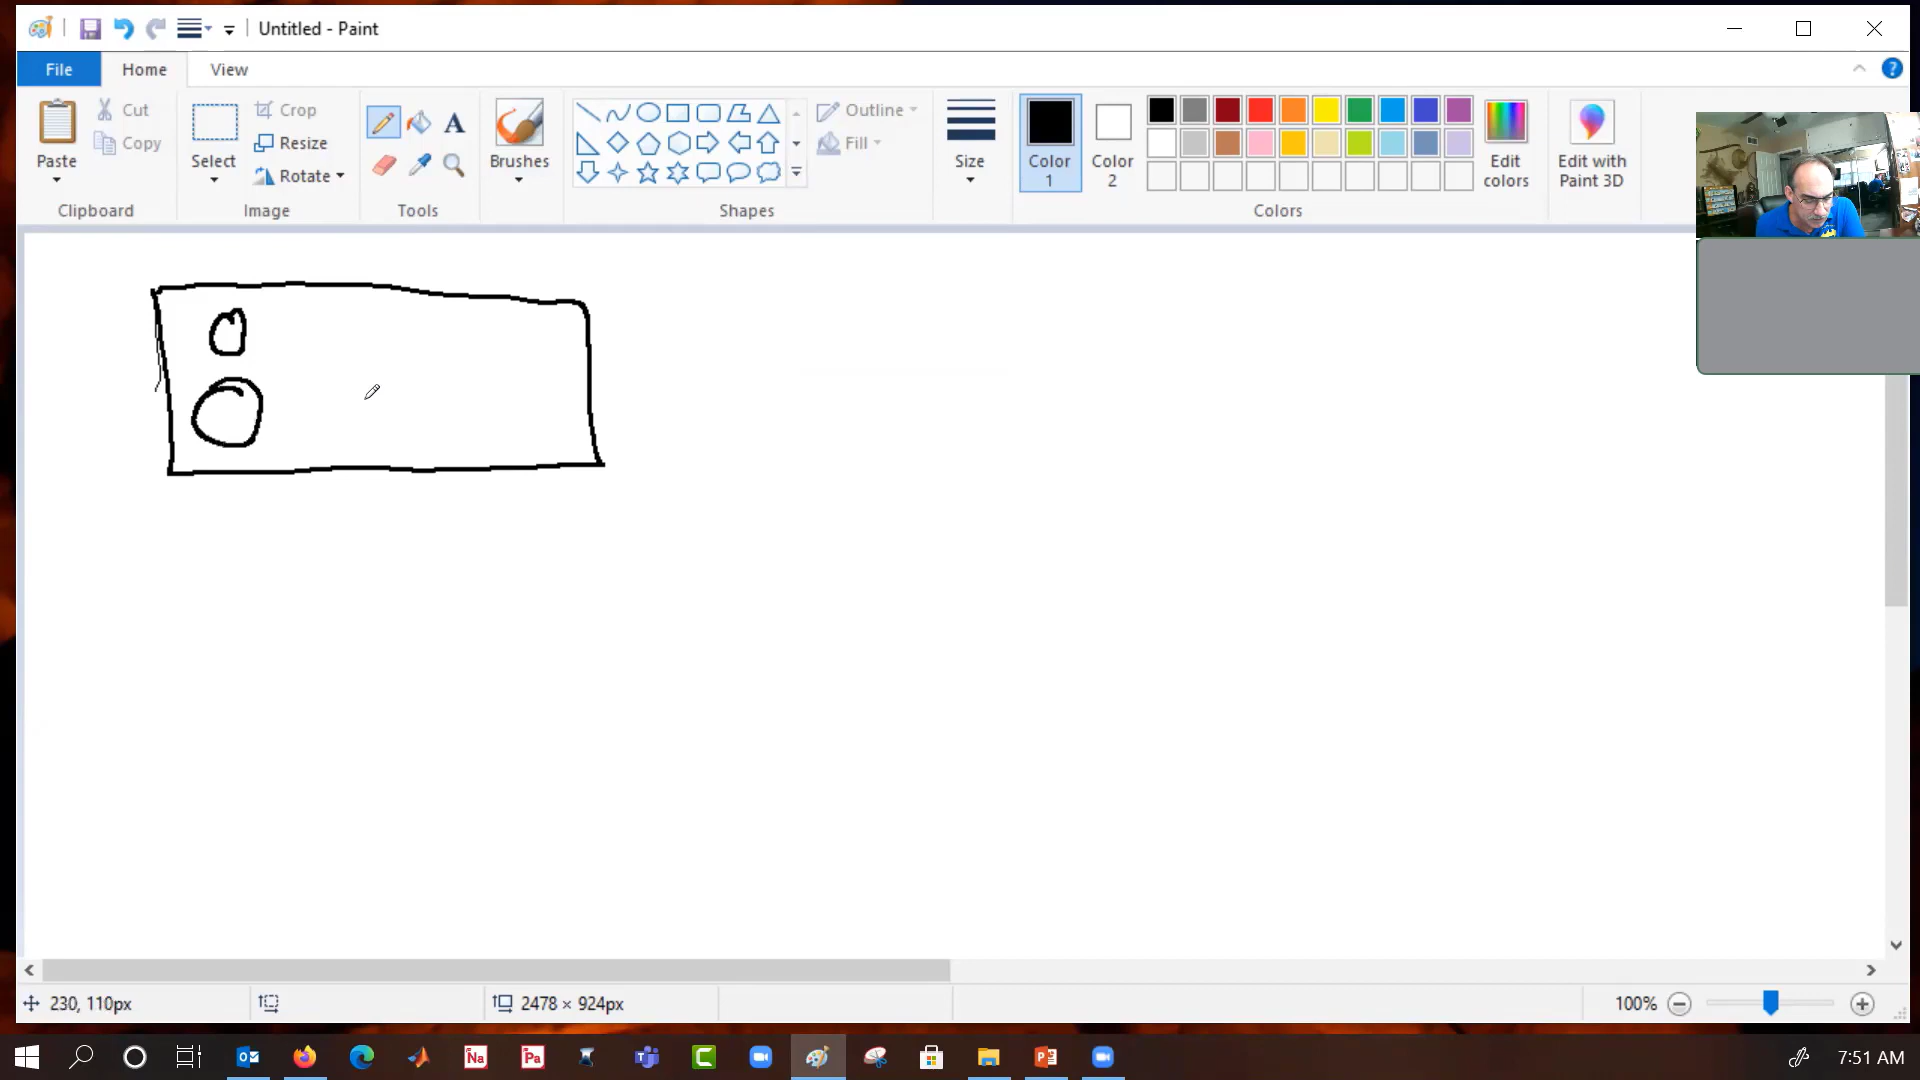 Untitled - Paint
File Home View
Paste Cut Copy Select Crop Resize Rotate Brushes Outline Fill Size Color 1 Color 2 Edit colors Edit with Paint 3D
Clipboard Image Tools Shapes Colors
230, 110px 2478 × 924px 100%
Na Pa 7:51 AM